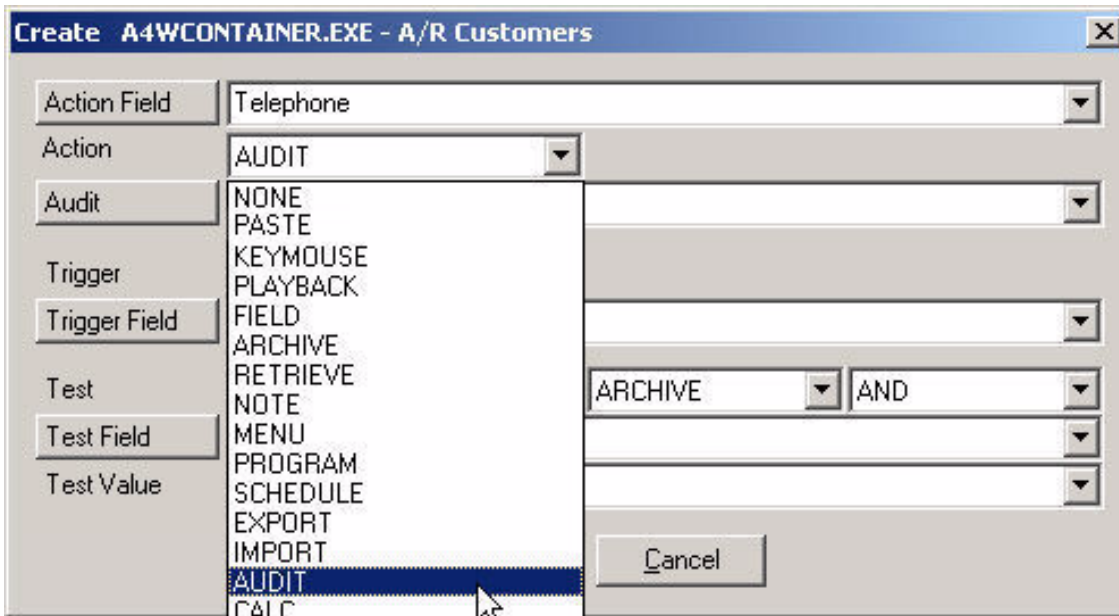 Create A4WCONTAINER.EXE - A/R Customers
Action Field Telephone
Action AUDIT
Audit
NONE
PASTE
KEYMOUSE
Trigger
PLAYBACK
Trigger Field
FIELD
ARCHIVE
RETRIEVE
Test ARCHIVE AND
NOTE
Test Field
MENU
PROGRAM
Test Value
SCHEDULE
EXPORT
IMPORT
Cancel
AUDIT
CALC